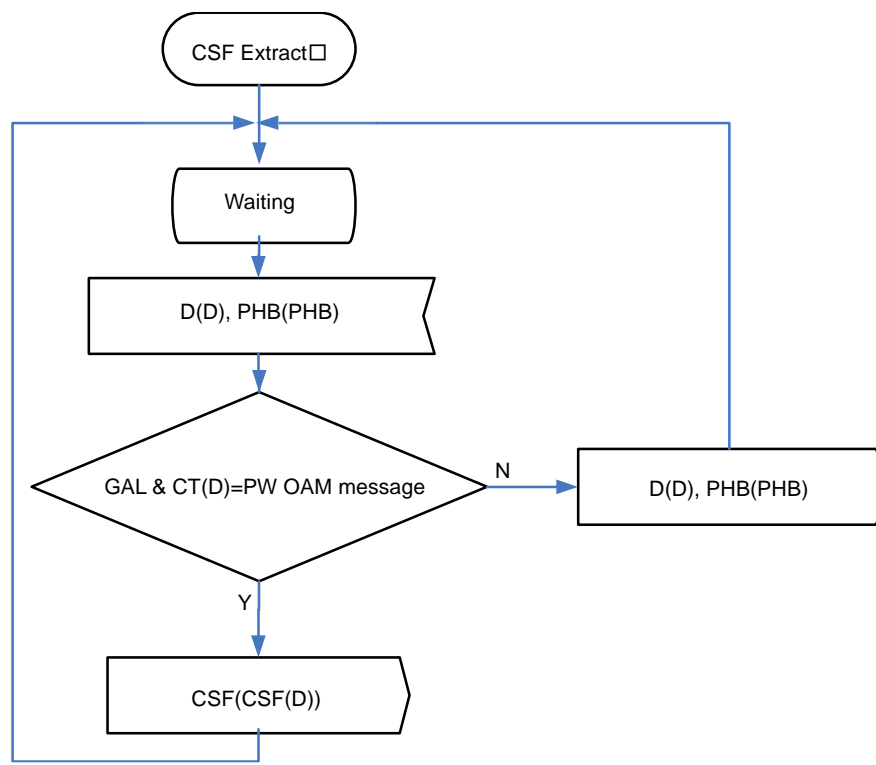 CSF Extract□
Waiting
D(D), PHB(PHB)
GAL & CT(D)=PW OAM message
N
D(D), PHB(PHB)
Y
CSF(CSF(D))